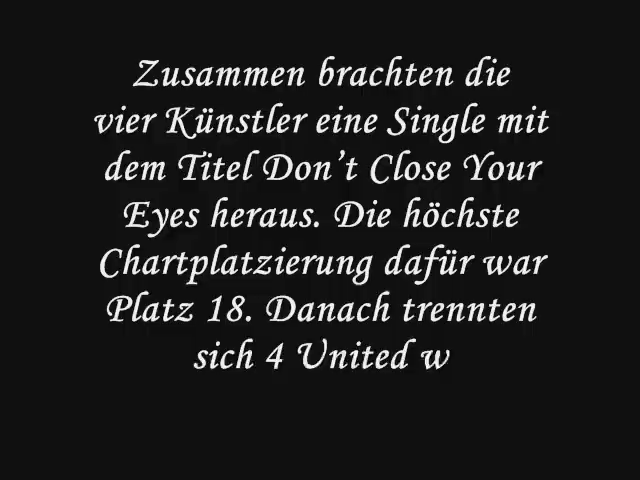 Zusammen brachten die
vier Künstler eine Single mit
dem Titel Don't Close Your
Eyes heraus. Die höchste
Chartplatzierung dafür war
Platz 18. Danach trennten
sich 4 United w